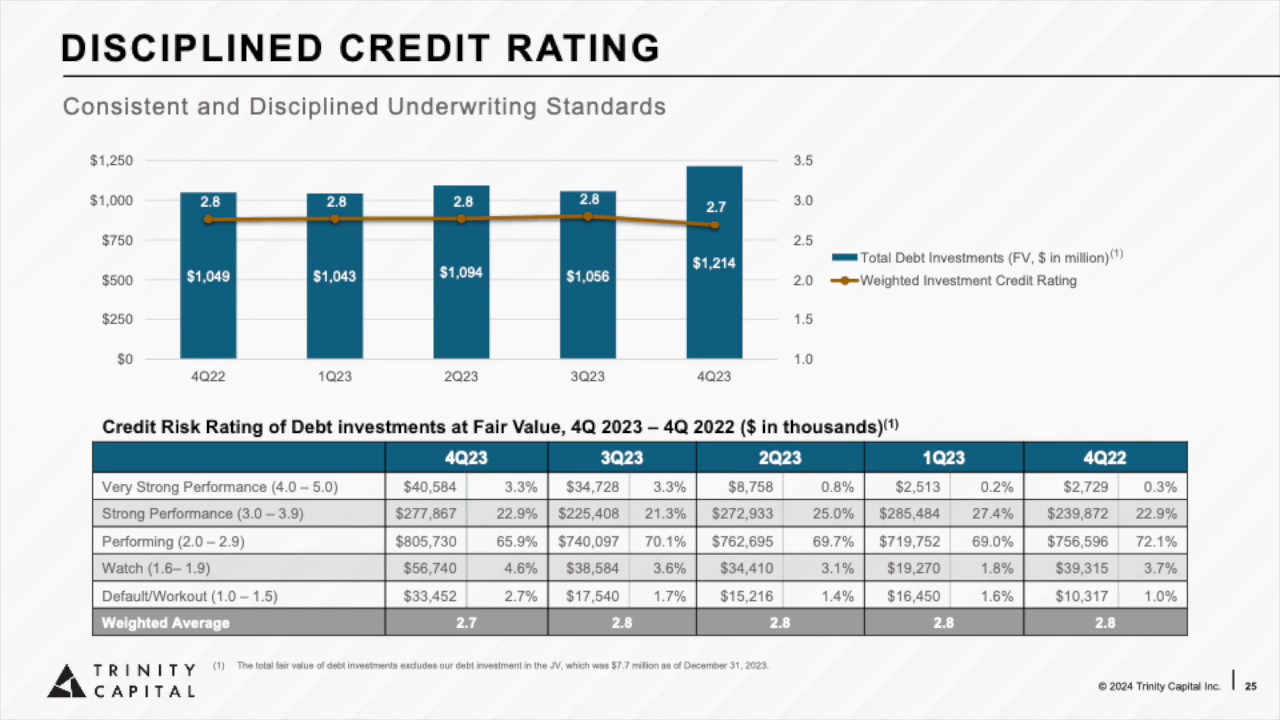 DISCIPLINED CREDIT RATING
Consistent and Disciplined Underwriting Standards
$1,250
$1,000
$750
$500
$250
$0
2.8 2.8 2.8 2.8 2.7
$1,049 $1,043 $1,094 $1,056 $1,214
3.5
3.0
2.5
2.0
1.5
1.0
4Q22 1Q23 2Q23 3Q23 4Q23
Total Debt Investments (FV, $ in million)(1)
Weighted Investment Credit Rating
Credit Risk Rating of Debt investments at Fair Value, 4Q 2023 – 4Q 2022 ($ in thousands)(1)
4Q23 3Q23 2Q23 1Q23 4Q22
Very Strong Performance (4.0 – 5.0) $40,584 3.3% $34,728 3.3% $8,758 0.8% $2,513 0.2% $2,729 0.3%
Strong Performance (3.0 – 3.9) $277,867 22.9% $225,408 21.3% $272,933 25.0% $285,484 27.4% $239,872 22.9%
Performing (2.0 – 2.9) $805,730 65.9% $740,097 70.1% $762,695 69.7% $719,752 69.0% $756,596 72.1%
Watch (1.6– 1.9) $56,740 4.6% $38,584 3.6% $34,410 3.1% $19,270 1.8% $39,315 3.7%
Default/Workout (1.0 – 1.5) $33,452 2.7% $17,540 1.7% $15,216 1.4% $16,450 1.6% $10,317 1.0%
Weighted Average 2.7 2.8 2.8 2.8 2.8
TRINITY
CAPITAL
(1) The total fair value of debt investments excludes our debt investment in the JV, which was $7.7 million as of December 31, 2023.
© 2024 Trinity Capital Inc. 25